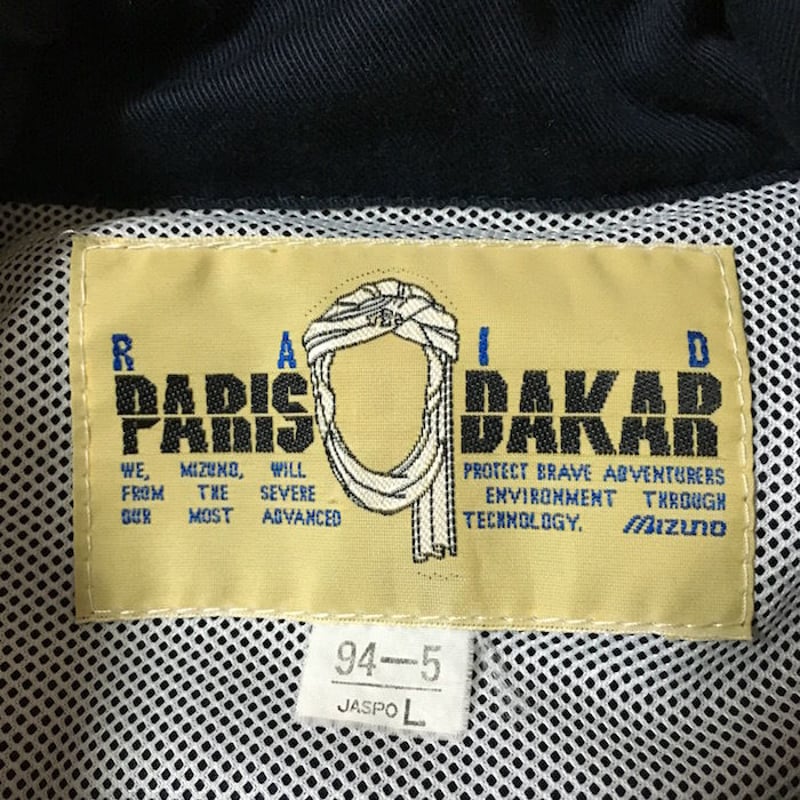 RAID
PARIS DAKAR
WE, MIZUNO, WILL PROTECT BRAVE ADVENTURERS
FROM THE SEVERE ENVIRONMENT THROUGH
OUR MOST ADVANCED TECHNOLOGY. Mizuno
94-5
JASPO L